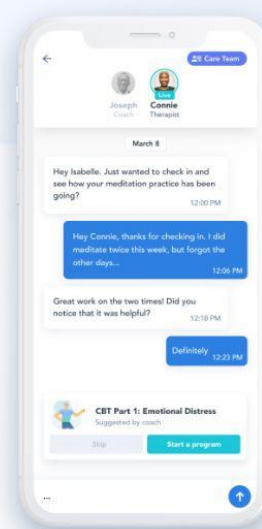 Care Team
Live
Joseph
Connie
Coach
Therapist
March 8
Hey Isabelle. Just wanted to check in and
see how your meditation practice has been
going?
12:00 PM
Hey Connie, thanks for checking in. I did
meditate twice this week, but forgot the
other days...
12:06 PM
Great work on the two times! Did you
notice that it was helpful?
12:18 PM
Definitely
12:23 PM
CBT Part 1: Emotional Distress
Suggested by coach
Start a program
...